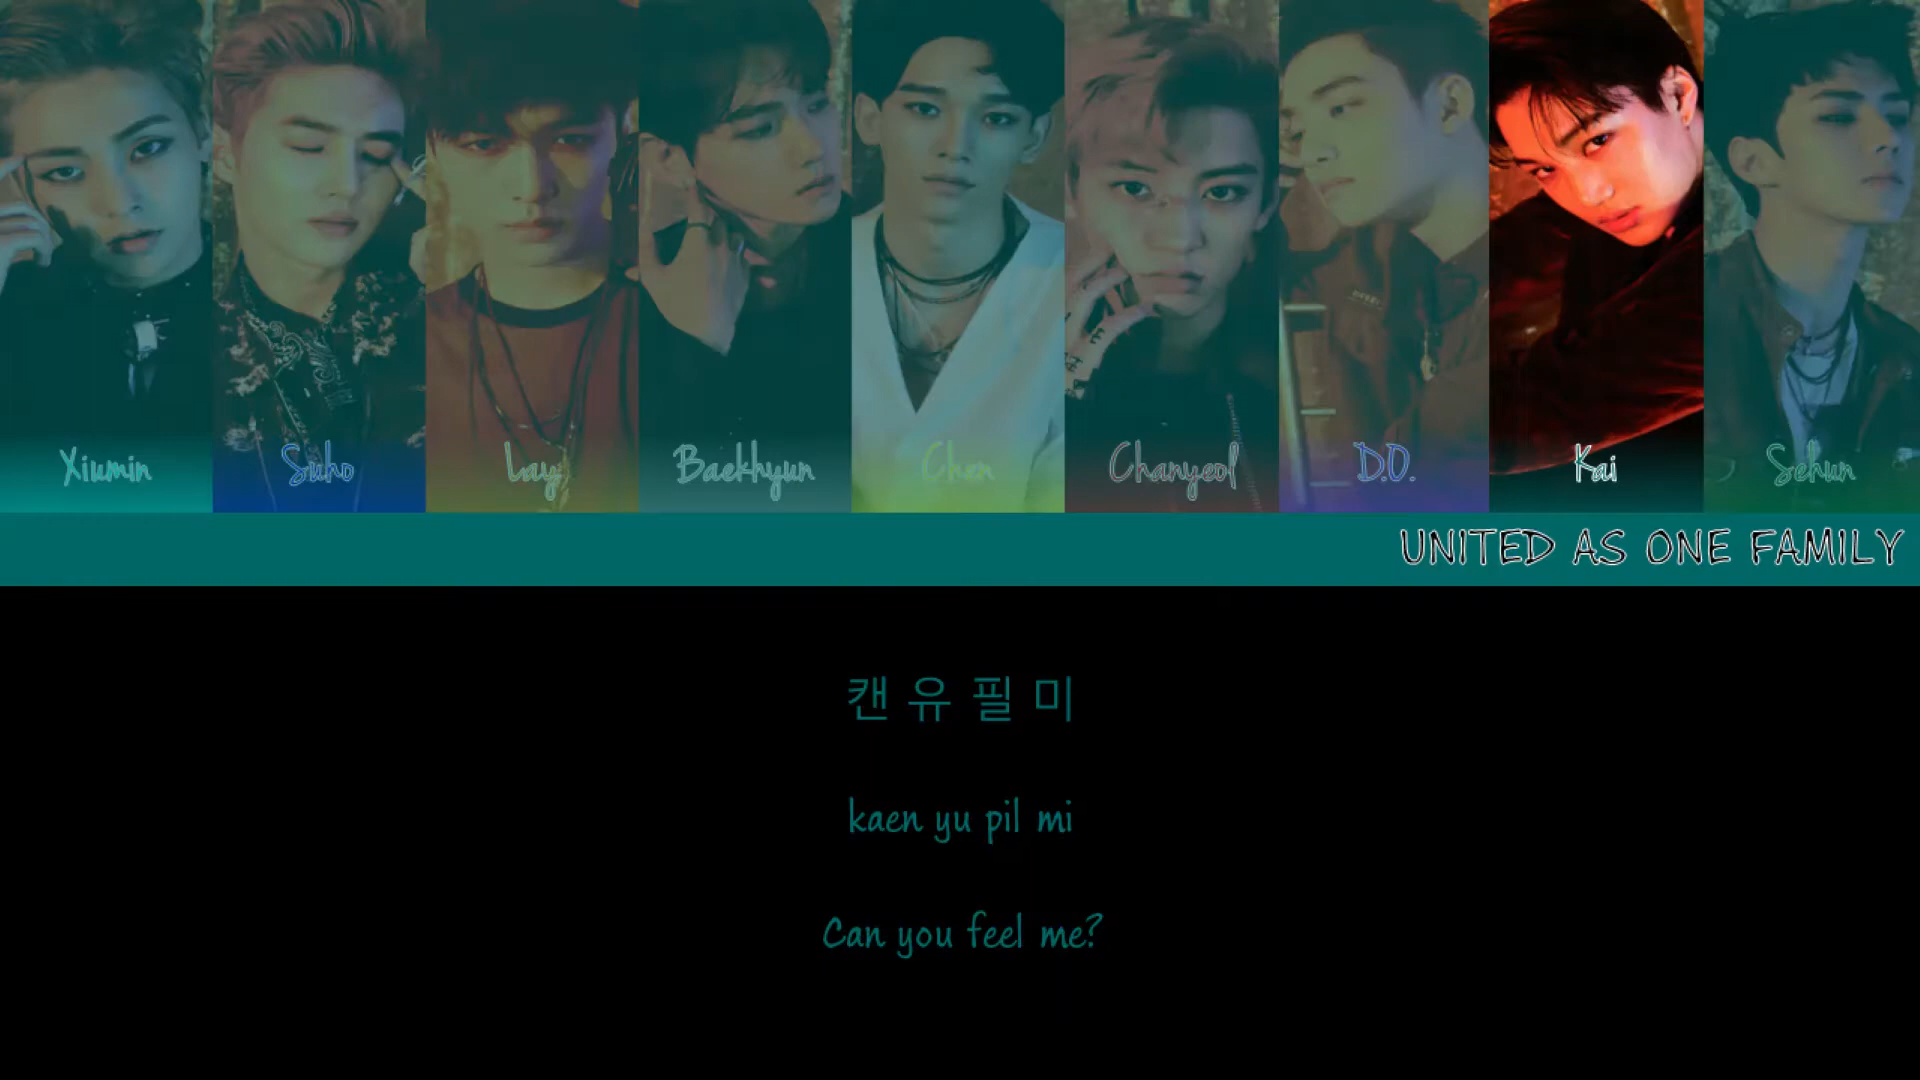 Xiumin
Suho
Lay
Baekhyun
Chen
Chanyeol
D.O.
Kai
Sehun
UNITED AS ONE FAMILY
캔 유 필 미
kaen yu pil mi
Can you feel me?